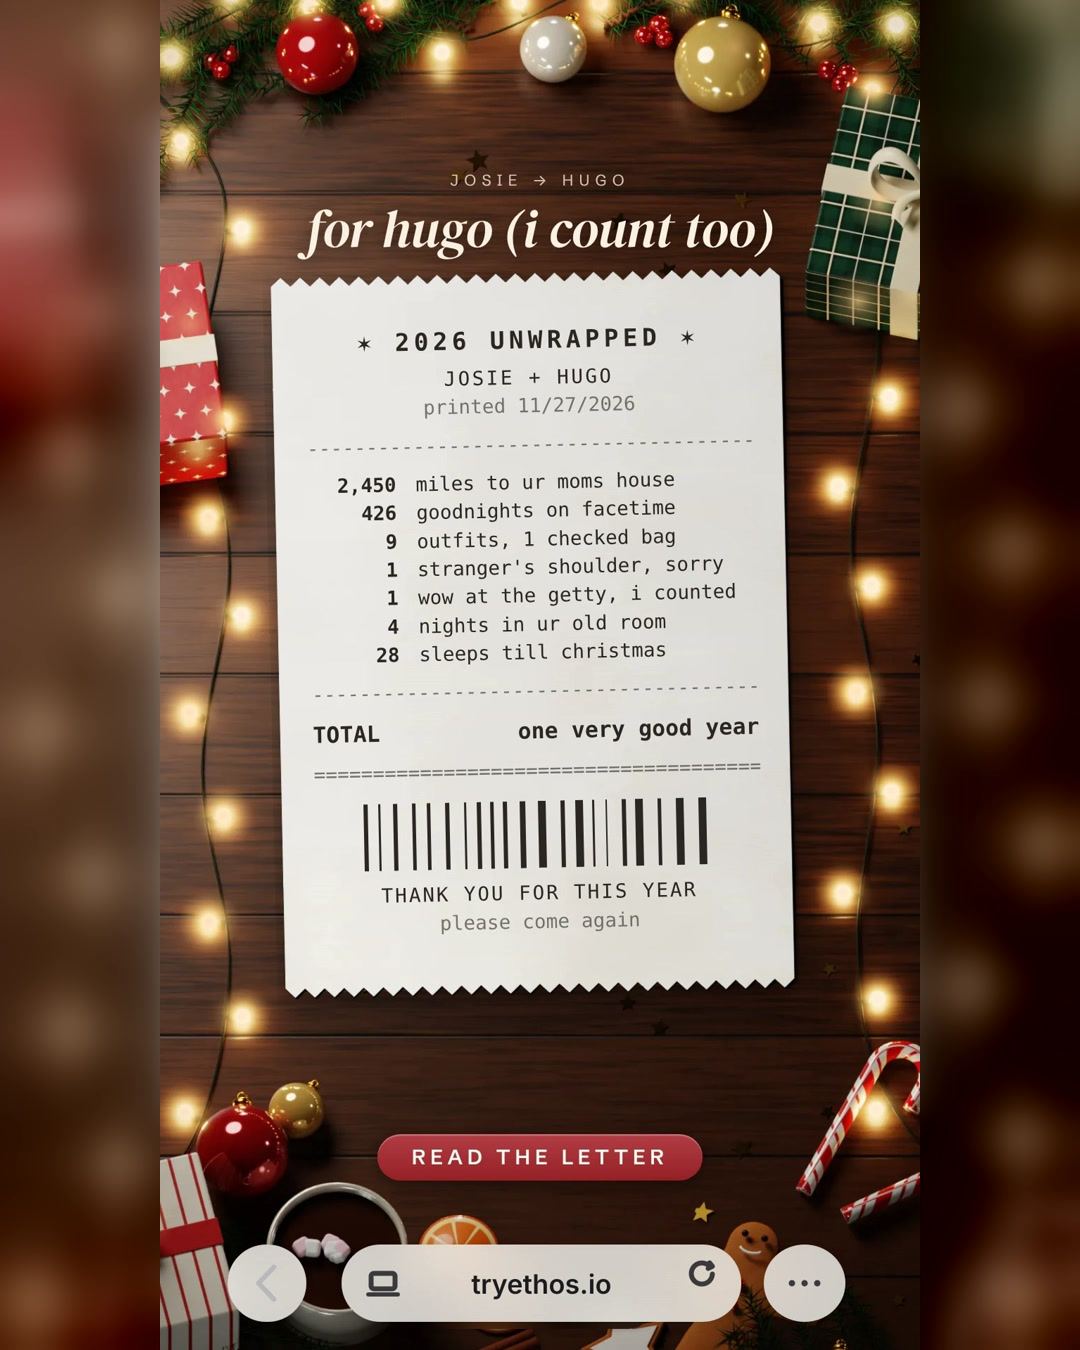 JOSIE → HUGO
for hugo (i count too)
✶ 2026 UNWRAPPED ✶
JOSIE + HUGO
printed 11/27/2026
2,450 miles to ur moms house
426 goodnights on facetime
9 outfits, 1 checked bag
1 stranger's shoulder, sorry
1 wow at the getty, i counted
4 nights in ur old room
28 sleeps till christmas
TOTAL one very good year
THANK YOU FOR THIS YEAR
please come again
READ THE LETTER
tryethos.io